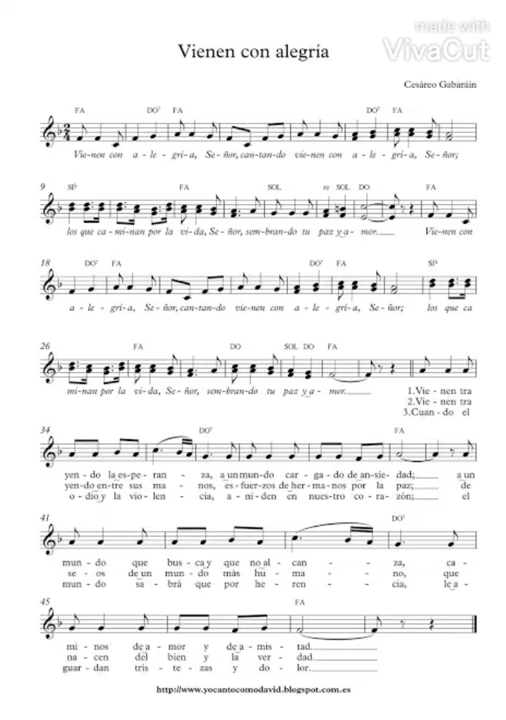 made with
VivaCut
Vienen con alegría
Cesáreo Gabaráin
FA DO7 FA DO7 FA
Vie-nen con a - le - grí-a, Se - ñor, can-tan-do vie-nen con a - le - grí-a, Se - ñor;
9
SIb FA SOL re SOL DO FA
los que ca-mi-nan por la vi-da, Se-ñor, sem-bran-do tu paz y a- mor. Vie-nen con
18
DO7 FA DO7 FA SIb
a - le - grí-a, Se - ñor, can-tan-do vie-nen con a - le - grí-a, Se - ñor; los que ca
26
FA DO SOL DO FA
mi-nan por la vi-da, Se-ñor, sem-bran-do tu paz y a- mor. 1.Vie - nen tra
2.Vie - nen tra
3.Cuan- do el
34
DO7 FA
yen - do la es-pe-ran - za, a un mun-do car-ga-do de an-sie-dad; a un
yen-do en-tre sus ma - nos, es-fuer-zos de her-ma-nos por la paz; de
o-dio y la vio-len - cia, a-ni-den en nues-tro co-ra-zón; el
41
DO7
mun - do que bus - ca y que no al - can - za, ca -
se - os de un mun - do más hu - ma - no, que
mun - do sa - brá que por he - ren - cia, le a -
45
FA
mi - nos de a - mor y de a - mis - tad.
na - cen del bien y la ver - dad.
guar - dan tris - te - zas y do - lor.
http://www.yocantocomodavid.blogspot.com.es